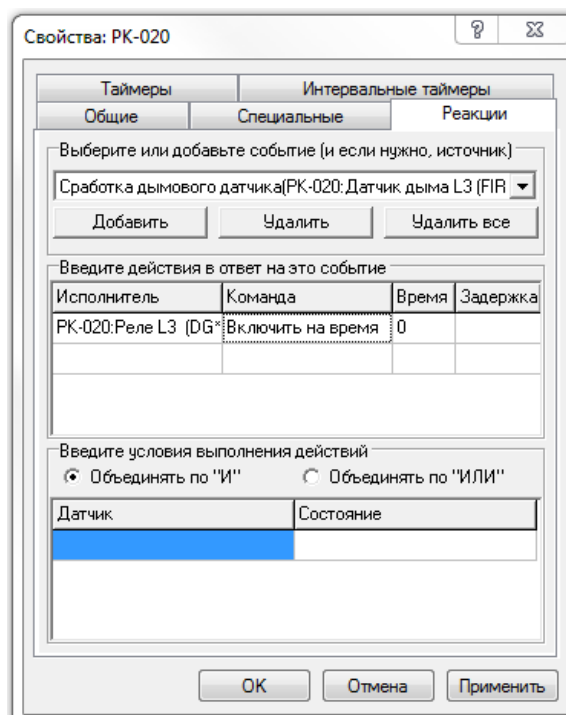 Свойства: РК-020
Таймеры Интервальные таймеры
Общие Специальные Реакции
Выберите или добавьте событие (и если нужно, источник)
Сработка дымового датчика(РК-020:Датчик дыма L3 (FIR
Добавить Удалить Удалить все
Введите действия в ответ на это событие
Исполнитель Команда Время Задержка
РК-020:Реле L3 (DG* Включить на время 0
Введите условия выполнения действий
Объединять по "И" Объединять по "ИЛИ"
Датчик Состояние
OK Отмена Применить